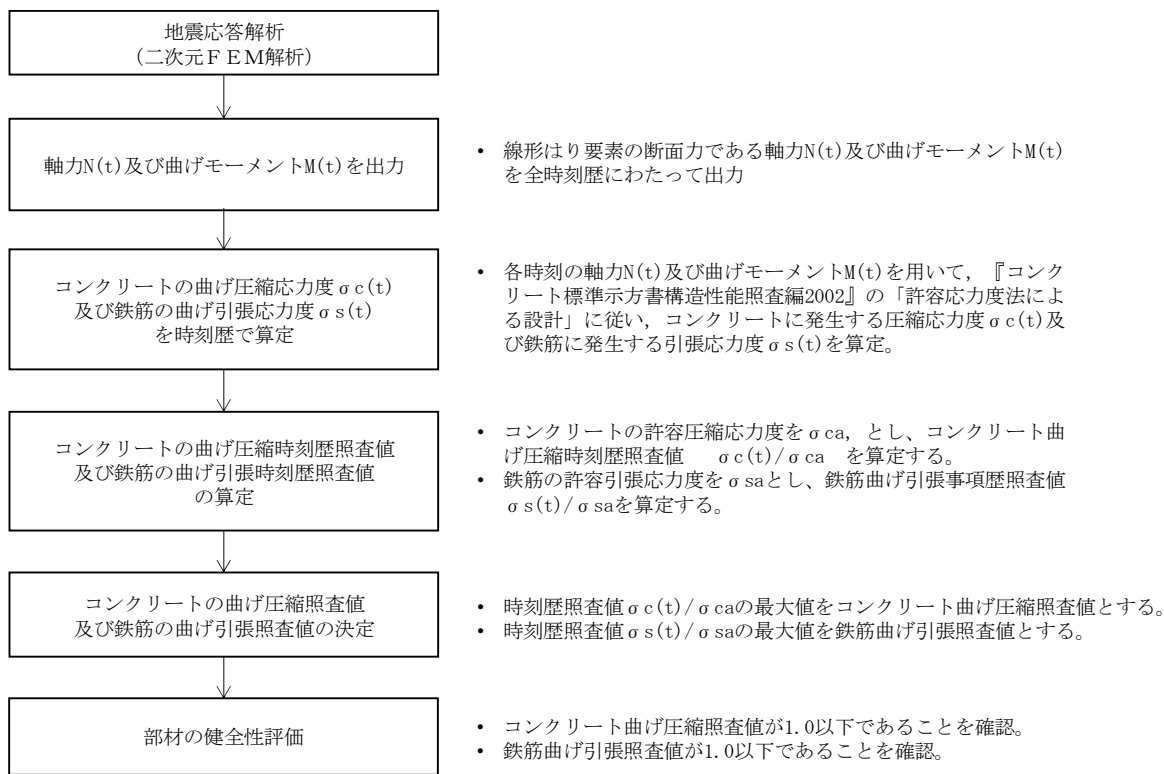 地震応答解析
(二次元ＦＥＭ解析)
軸力N(t)及び曲げモーメントM(t)を出力
• 線形はり要素の断面力である軸力N(t)及び曲げモーメントM(t)
を全時刻歴にわたって出力
コンクリートの曲げ圧縮応力度σc(t)
及び鉄筋の曲げ引張応力度σs(t)
を時刻歴で算定
• 各時刻の軸力N(t)及び曲げモーメントM(t)を用いて，『コンク
リート標準示方書構造性能照査編2002』の「許容応力度法によ
る設計」に従い，コンクリートに発生する圧縮応力度σc(t)及
び鉄筋に発生する引張応力度σs(t)を算定。
コンクリートの曲げ圧縮時刻歴照査値
及び鉄筋の曲げ引張時刻歴照査値
の算定
• コンクリートの許容圧縮応力度をσca，とし、コンクリート曲
げ圧縮時刻歴照査値　σc(t)/σca　を算定する。
• 鉄筋の許容引張応力度をσsaとし、鉄筋曲げ引張事項歴照査値
σs(t)/σsaを算定する。
コンクリートの曲げ圧縮照査値
及び鉄筋の曲げ引張照査値の決定
• 時刻歴照査値σc(t)/σcaの最大値をコンクリート曲げ圧縮照査値とする。
• 時刻歴照査値σs(t)/σsaの最大値を鉄筋曲げ引張照査値とする。
部材の健全性評価
• コンクリート曲げ圧縮照査値が1.0以下であることを確認。
• 鉄筋曲げ引張照査値が1.0以下であることを確認。